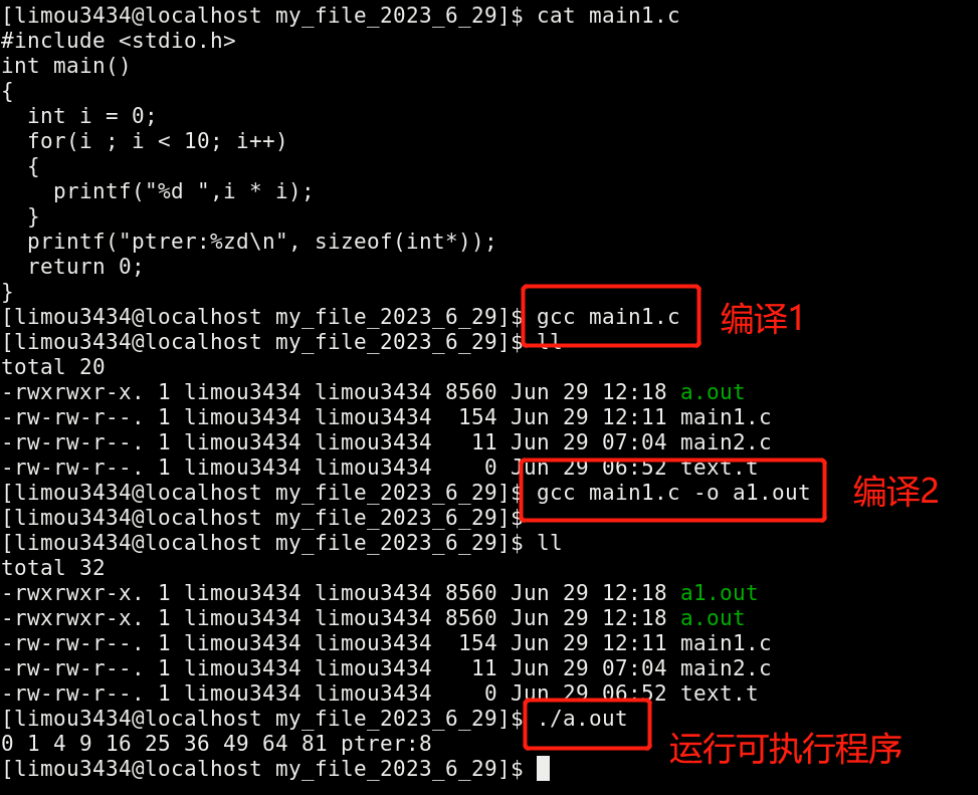 [limou3434@localhost my_file_2023_6_29]$ cat main1.c
#include <stdio.h>
int main()
{
  int i = 0;
  for(i ; i < 10; i++)
  {
    printf("%d ",i * i);
  }
  printf("ptrer:%zd\n", sizeof(int*));
  return 0;
}
[limou3434@localhost my_file_2023_6_29]$ gcc main1.c 编译1
[limou3434@localhost my_file_2023_6_29]$ ll
total 20
-rwxrwxr-x. 1 limou3434 limou3434 8560 Jun 29 12:18 a.out
-rw-rw-r--. 1 limou3434 limou3434  154 Jun 29 12:11 main1.c
-rw-rw-r--. 1 limou3434 limou3434   11 Jun 29 07:04 main2.c
-rw-rw-r--. 1 limou3434 limou3434    0 Jun 29 06:52 text.t
[limou3434@localhost my_file_2023_6_29]$ gcc main1.c -o a1.out 编译2
[limou3434@localhost my_file_2023_6_29]$
[limou3434@localhost my_file_2023_6_29]$ ll
total 32
-rwxrwxr-x. 1 limou3434 limou3434 8560 Jun 29 12:18 a1.out
-rwxrwxr-x. 1 limou3434 limou3434 8560 Jun 29 12:18 a.out
-rw-rw-r--. 1 limou3434 limou3434  154 Jun 29 12:11 main1.c
-rw-rw-r--. 1 limou3434 limou3434   11 Jun 29 07:04 main2.c
-rw-rw-r--. 1 limou3434 limou3434    0 Jun 29 06:52 text.t
[limou3434@localhost my_file_2023_6_29]$ ./a.out
0 1 4 9 16 25 36 49 64 81 ptrer:8 运行可执行程序
[limou3434@localhost my_file_2023_6_29]$